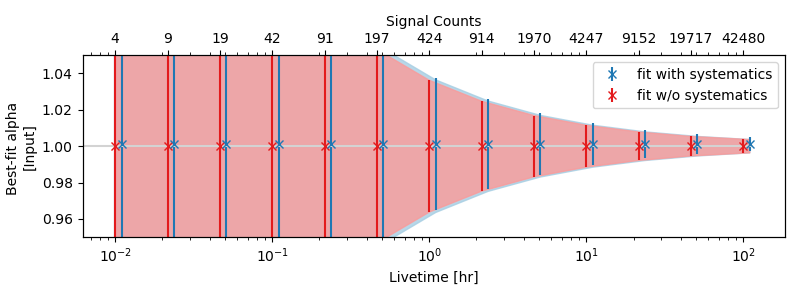 Signal Counts
4 9 19 42 91 197 424 914 1970 4247 9152 19717 42480
fit with systematics
fit w/o systematics
Best-fit alpha
[Input]
1.04
1.02
1.00
0.98
0.96
10⁻² 10⁻¹ 10⁰ 10¹ 10²
Livetime [hr]